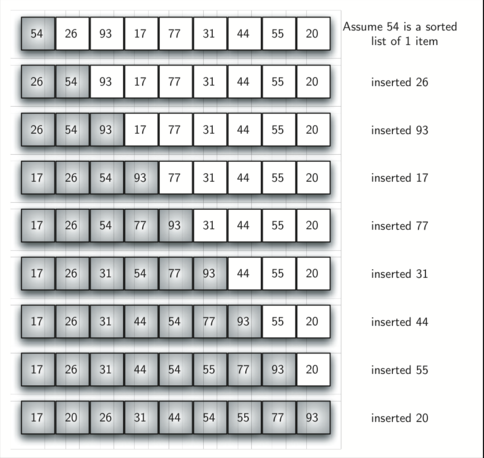 54 26 93 17 77 31 44 55 20 Assume 54 is a sorted
list of 1 item
26 54 93 17 77 31 44 55 20 inserted 26
26 54 93 17 77 31 44 55 20 inserted 93
17 26 54 93 77 31 44 55 20 inserted 17
17 26 54 77 93 31 44 55 20 inserted 77
17 26 31 54 77 93 44 55 20 inserted 31
17 26 31 44 54 77 93 55 20 inserted 44
17 26 31 44 54 55 77 93 20 inserted 55
17 20 26 31 44 54 55 77 93 inserted 20